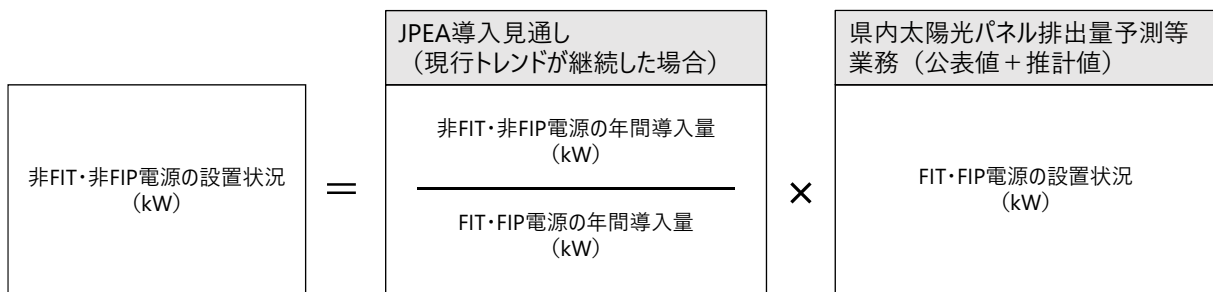 非FIT・非FIP電源の設置状況
（kW）
＝
JPEA導入見通し
（現行トレンドが継続した場合）
非FIT・非FIP電源の年間導入量
（kW）
FIT・FIP電源の年間導入量
（kW）
×
県内太陽光パネル排出量予測等
業務（公表値＋推計値）
FIT・FIP電源の設置状況
（kW）